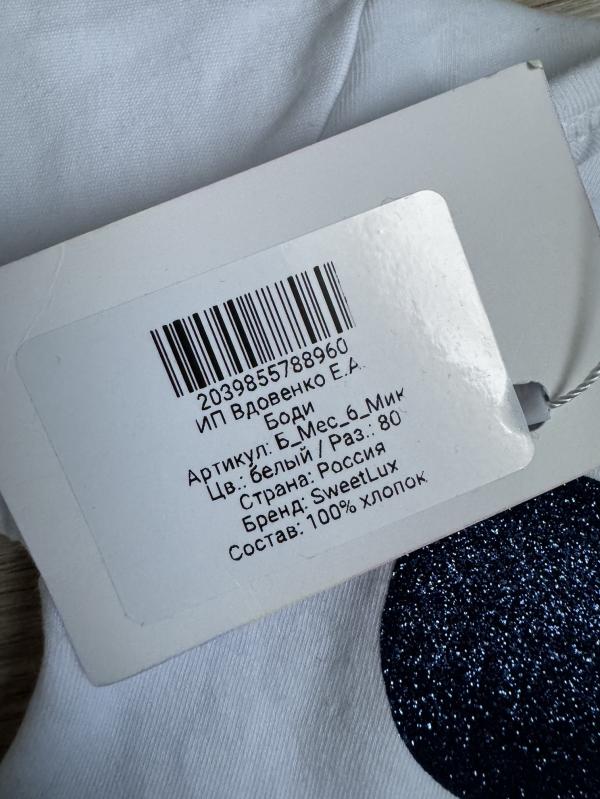 2039855788960
ИП Вдовенко Е.А.
Боди
Артикул: Б_Мес_6_Мик
Цв.: белый / Раз.: 80
Страна: Россия
Бренд: SweetLux
Состав: 100% хлопок